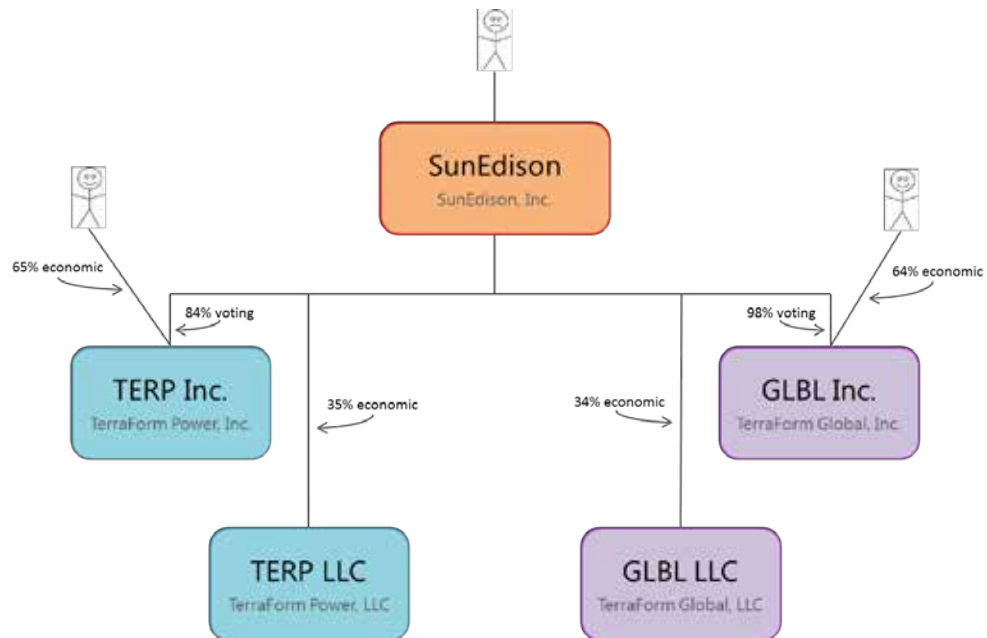 SunEdison
SunEdison, Inc.
65% economic
64% economic
84% voting
98% voting
TERP Inc.
TerraForm Power, Inc.
35% economic
34% economic
GLBL Inc.
TerraForm Global, Inc.
TERP LLC
TerraForm Power, LLC
GLBL LLC
TerraForm Global, LLC